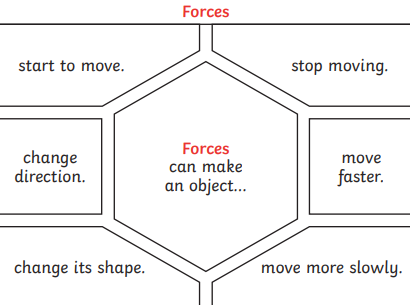 Forces
start to move.
stop moving.
change
direction.
Forces
can make
an object...
move
faster.
change its shape.
move more slowly.